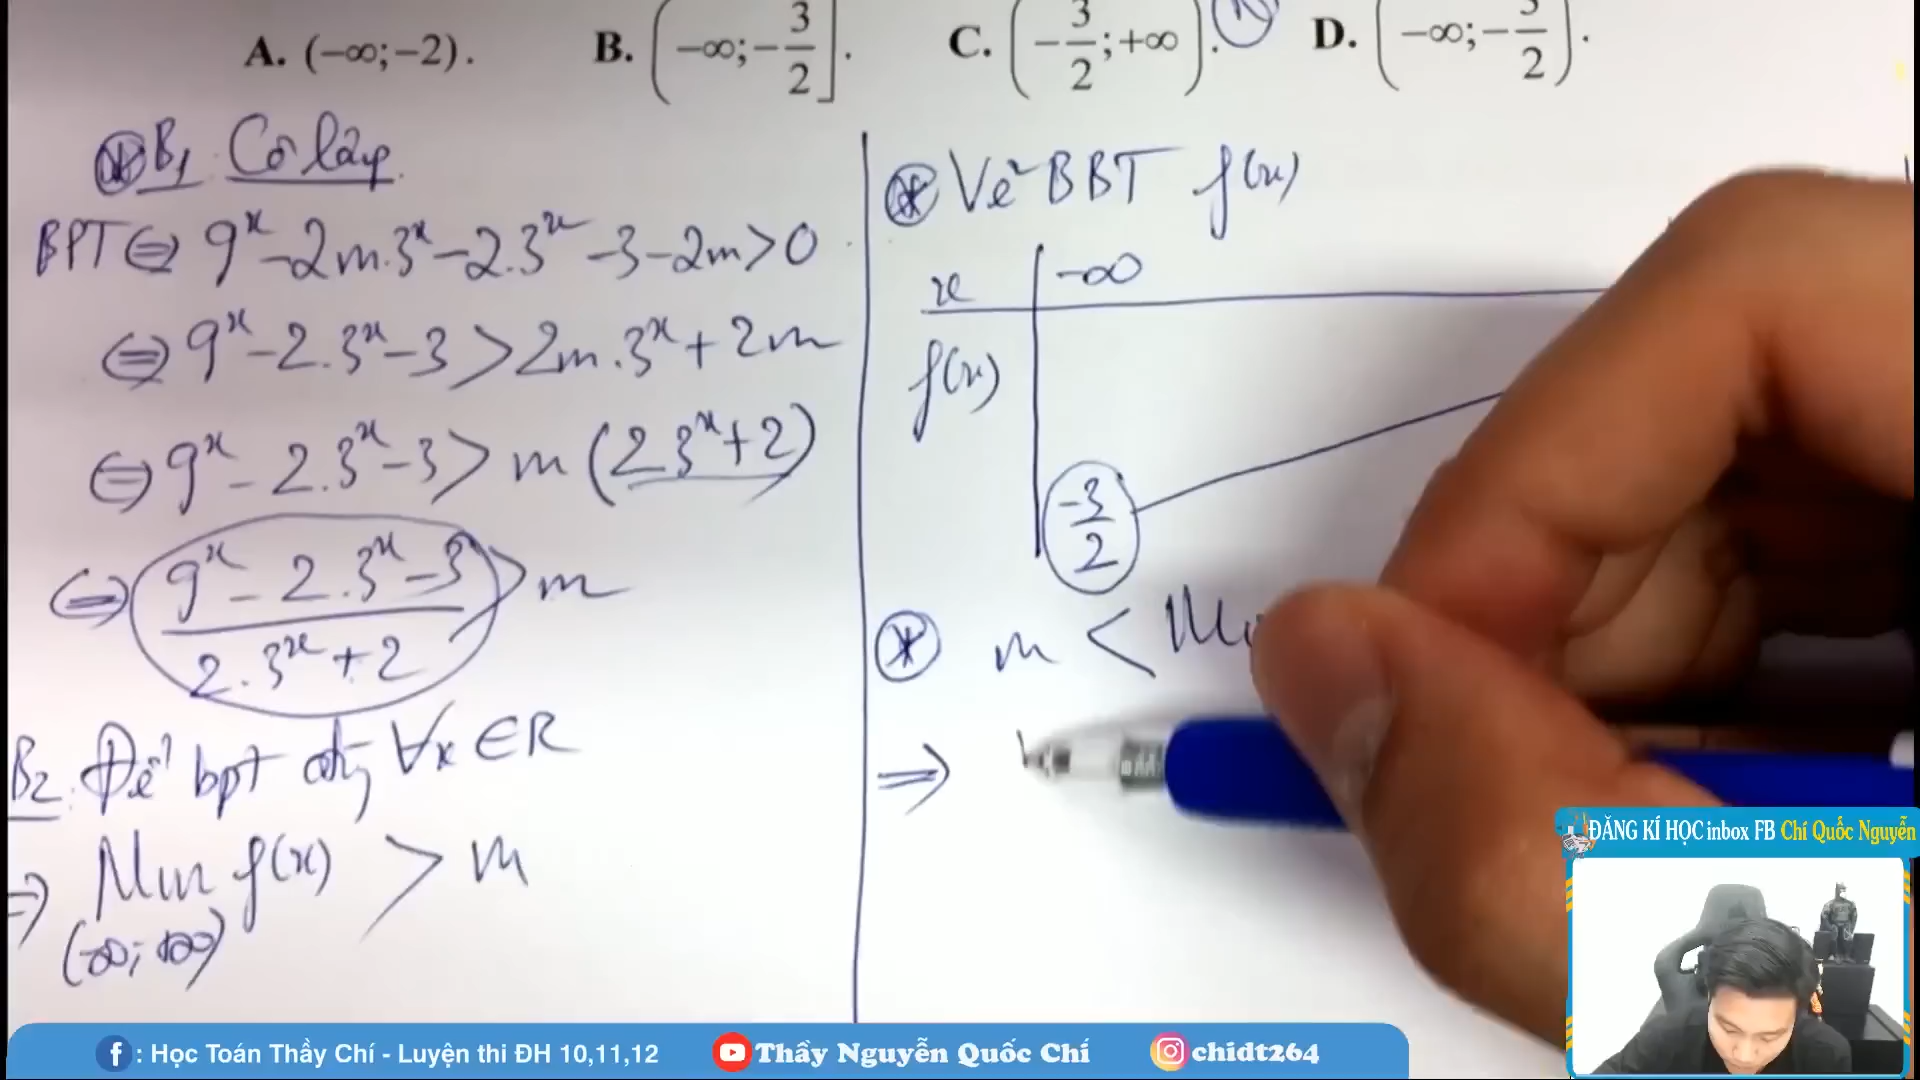 A. (−∞;−2). B. (−∞;−3/2]. C. (−3/2;+∞). D. (−∞;−3/2).
B1 Cô lập
BPT ⇔ 9^x − 2m.3^x − 2.3^x − 3 − 2m > 0
⇔ 9^x − 2.3^x − 3 > 2m.3^x + 2m
⇔ 9^x − 2.3^x − 3 > m (2.3^x + 2)
⇔ (9^x − 2.3^x − 3)/(2.3^x + 2) > m
B2: Để bpt ∀x ∈ R
⇒ Min f(x) > m
(−∞; +∞)
Vẽ BBT f(x)
x −∞
f(x)
−3/2
m <
⇒
ĐĂNG KÍ HỌC inbox FB Chí Quốc Nguyễn
f : Học Toán Thầy Chí - Luyện thi ĐH 10,11,12 Thầy Nguyễn Quốc Chí chidt264